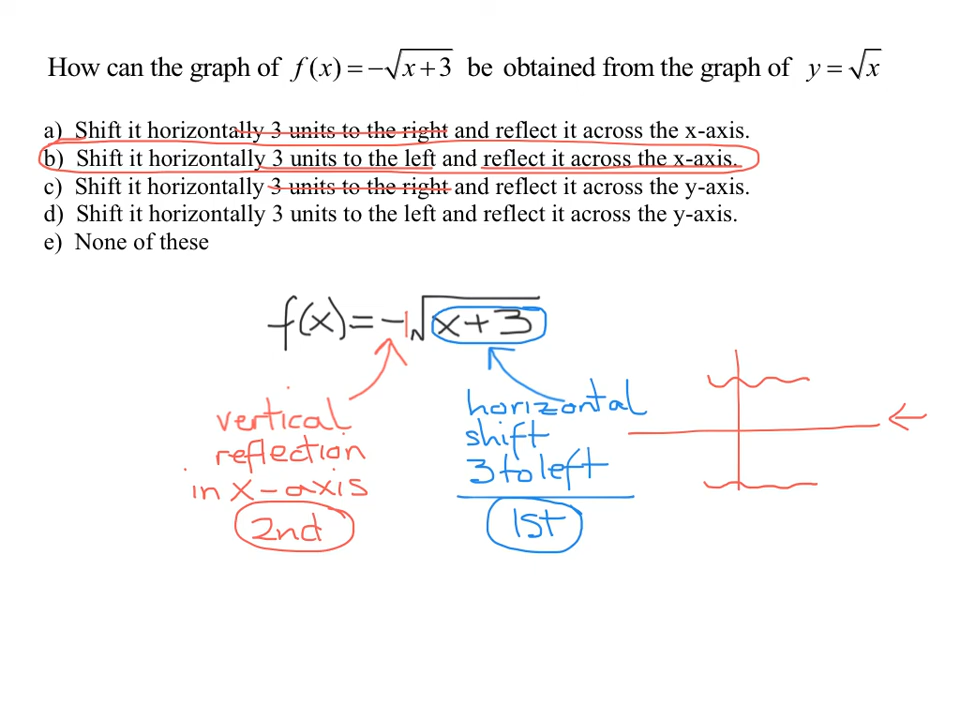 How can the graph of f(x) = −√x+3 be obtained from the graph of y = √x
a) Shift it horizontally 3 units to the right and reflect it across the x-axis.
b) Shift it horizontally 3 units to the left and reflect it across the x-axis.
c) Shift it horizontally 3 units to the right and reflect it across the y-axis.
d) Shift it horizontally 3 units to the left and reflect it across the y-axis.
e) None of these
f(x) = −1√x+3
vertical
reflection
in x-axis
2nd
horizontal
shift
3 to left
1st